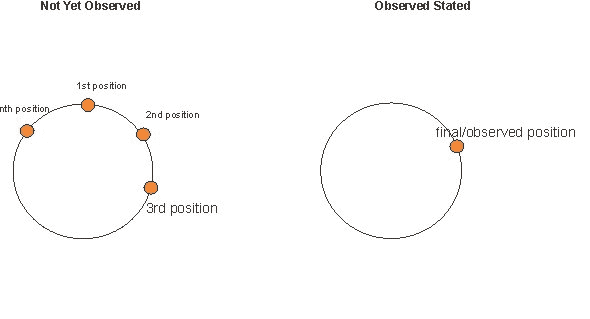 Not Yet Observed
Observed Stated
1st position
nth position
2nd position
final/observed position
3rd position